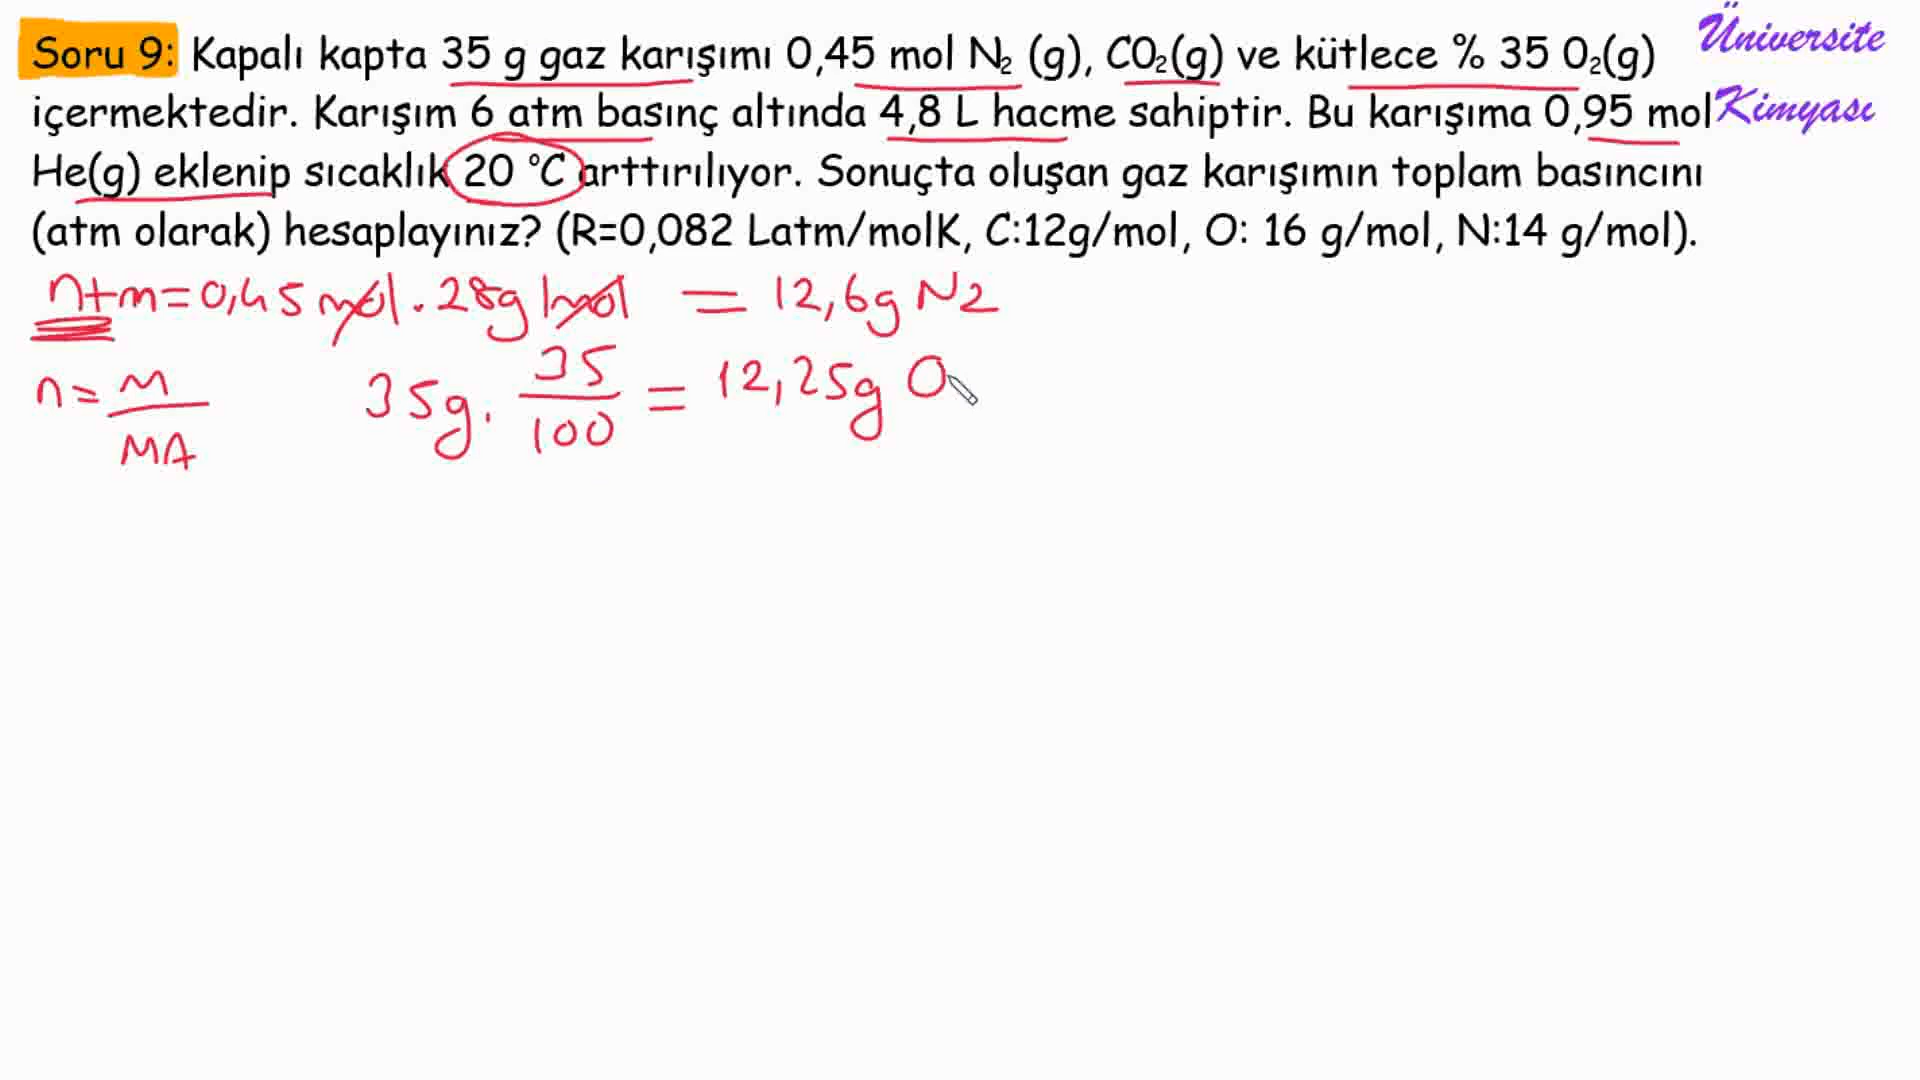 Soru 9: Kapalı kapta 35 g gaz karışımı 0,45 mol N₂ (g), CO₂(g) ve kütlece % 35 O₂(g)
içermektedir. Karışım 6 atm basınç altında 4,8 L hacme sahiptir. Bu karışıma 0,95 mol
He(g) eklenip sıcaklık 20 °C arttırılıyor. Sonuçta oluşan gaz karışımın toplam basıncını
(atm olarak) hesaplayınız? (R=0,082 Latm/molK, C:12g/mol, O: 16 g/mol, N:14 g/mol).
Üniversite
Kimyası
n+m=0,45 mol . 28g/mol = 12,6g N2
n = m/MA
35g . 35/100 = 12,25g O